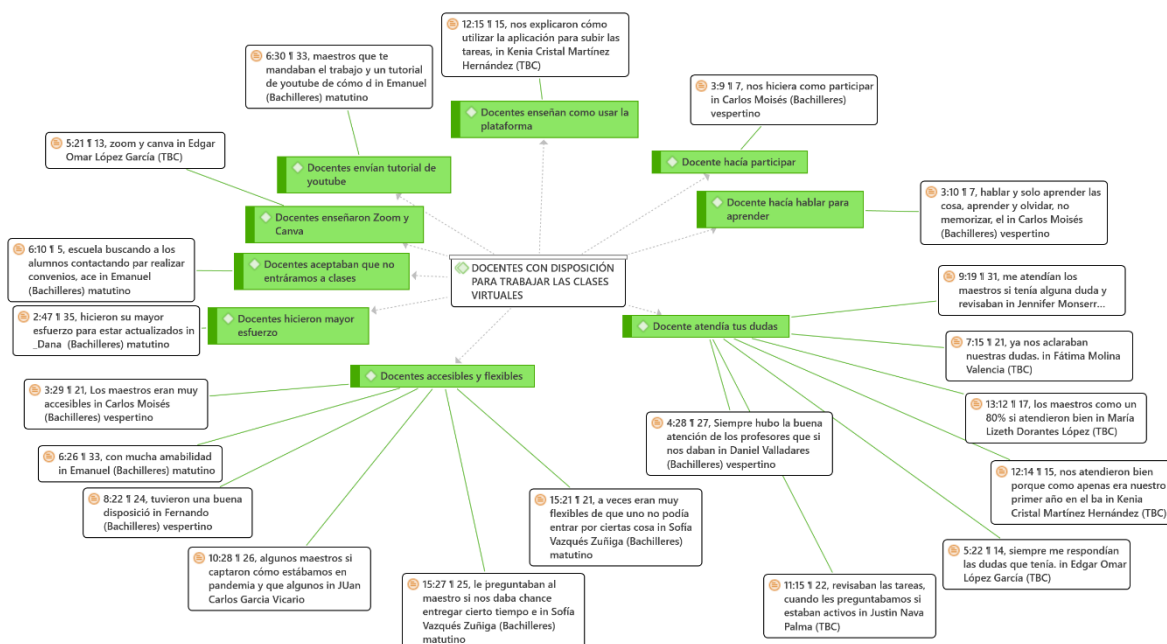 12:15 ¶ 15, nos explicaron cómo
utilizar la aplicación para subir las
tareas, in Kenia Cristal Martínez
Hernández (TBC)
6:30 ¶ 33, maestros que te
mandaban el trabajo y un tutorial
de youtube de cómo d in Emanuel
(Bachilleres) matutino
3:9 ¶ 7, nos hiciera como participar
in Carlos Moisés (Bachilleres)
vespertino
Docentes enseñan como usar la
plataforma
5:21 ¶ 13, zoom y canva in Edgar
Omar López García (TBC)
Docentes envían tutorial de
youtube
Docente hacía participar
Docente hacía hablar para
aprender
3:10 ¶ 7, hablar y solo aprender las
cosa, aprender y olvidar, no
memorizar, el in Carlos Moisés
(Bachilleres) vespertino
Docentes enseñaron Zoom y
Canva
6:10 ¶ 5, escuela buscando a los
alumnos contactando par realizar
convenios, ace in Emanuel
(Bachilleres) matutino
Docentes aceptaban que no
entráramos a clases
DOCENTES CON DISPOSICIÓN
PARA TRABAJAR LAS CLASES
VIRTUALES
9:19 ¶ 31, me atendían los
maestros si tenía alguna duda y
revisaban in Jennifer Monserr...
2:47 ¶ 35, hicieron su mayor
esfuerzo para estar actualizados in
_Dana (Bachilleres) matutino
Docentes hicieron mayor
esfuerzo
Docente atendía tus dudas
7:15 ¶ 21, ya nos aclaraban
nuestras dudas. in Fátima Molina
Valencia (TBC)
Docentes accesibles y flexibles
3:29 ¶ 21, Los maestros eran muy
accesibles in Carlos Moisés
(Bachilleres) vespertino
13:12 ¶ 17, los maestros como un
80% si atendieron bien in María
Lizeth Dorantes López (TBC)
4:28 ¶ 27, Siempre hubo la buena
atención de los profesores que si
nos daban in Daniel Valladares
(Bachilleres) vespertino
6:26 ¶ 33, con mucha amabilidad
in Emanuel (Bachilleres) matutino
12:14 ¶ 15, nos atendieron bien
porque como apenas era nuestro
primer año en el ba in Kenia
Cristal Martínez Hernández (TBC)
8:22 ¶ 24, tuvieron una buena
disposició in Fernando
(Bachilleres) vespertino
15:21 ¶ 21, a veces eran muy
flexibles de que uno no podía
entrar por ciertas cosa in Sofía
Vazqués Zuñiga (Bachilleres)
matutino
10:28 ¶ 26, algunos maestros si
captaron cómo estábamos en
pandemia y que algunos in JUan
Carlos Garcia Vicario
5:22 ¶ 14, siempre me respondían
las dudas que tenía. in Edgar Omar
López García (TBC)
15:27 ¶ 25, le preguntaban al
maestro si nos daba chance
entregar cierto tiempo e in Sofía
Vazqués Zuñiga (Bachilleres)
matutino
11:15 ¶ 22, revisaban las tareas,
cuando les preguntábamos si
estaban activos in Justin Nava
Palma (TBC)